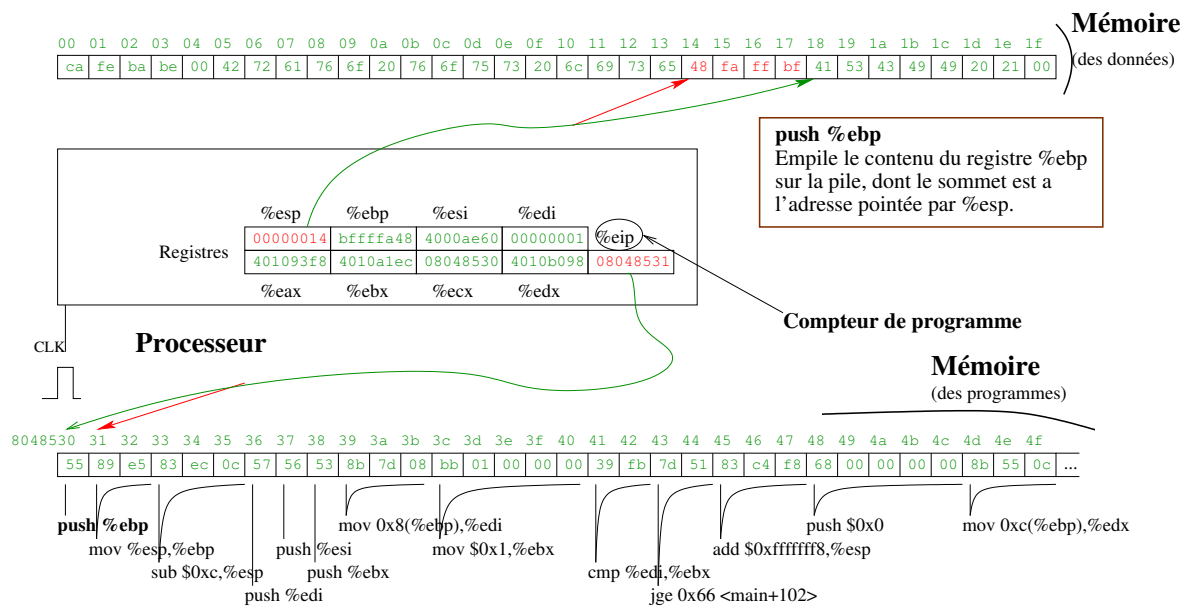 Mémoire
(des données)
00 01 02 03 04 05 06 07 08 09 0a 0b 0c 0d 0e 0f 10 11 12 13 14 15 16 17 18 19 1a 1b 1c 1d 1e 1f
ca fe ba be 00 42 72 61 76 6f 20 76 6f 75 73 20 6c 69 73 65 48 fa ff bf 41 53 43 49 49 20 21 00
push %ebp
Empile le contenu du registre %ebp
sur la pile, dont le sommet est a
l'adresse pointée par %esp.
%esp %ebp %esi %edi
00000014 bffffa48 4000ae60 00000001 %eip
Registres
401093f8 4010a1ec 08048530 4010b098 08048531
%eax %ebx %ecx %edx
Compteur de programme
CLK
Processeur
Mémoire
(des programmes)
8048530 31 32 33 34 35 36 37 38 39 3a 3b 3c 3d 3e 3f 40 41 42 43 44 45 46 47 48 49 4a 4b 4c 4d 4e 4f
55 89 e5 83 ec 0c 57 56 53 8b 7d 08 bb 01 00 00 00 39 fb 7d 51 83 c4 f8 68 00 00 00 00 8b 55 0c ...
push %ebp mov 0x8(%ebp),%edi push $0x0 mov 0xc(%ebp),%edx
mov %esp,%ebp push %esi mov $0x1,%ebx add $0xfffffff8,%esp
sub $0xc,%esp push %ebx cmp %edi,%ebx
push %edi jge 0x66 <main+102>